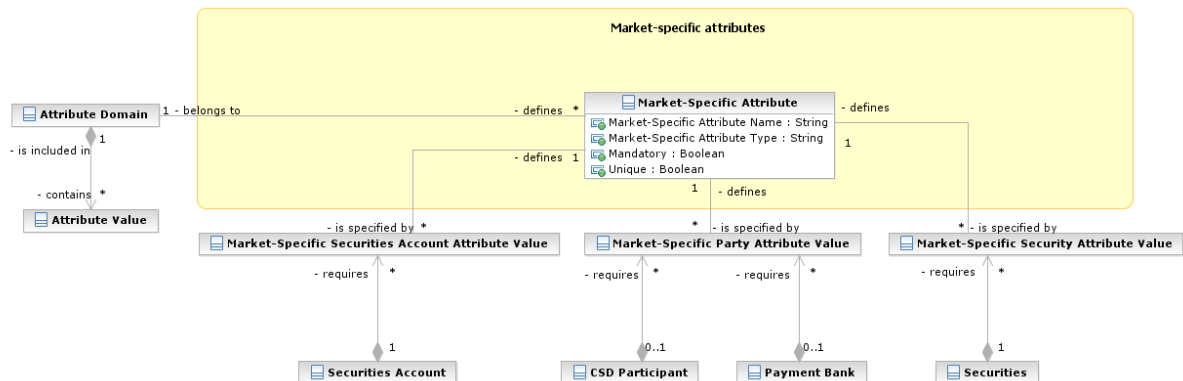 Market-specific attributes
Attribute Domain
1 - belongs to
- defines *
Market-Specific Attribute
Market-Specific Attribute Name : String
Market-Specific Attribute Type : String
Mandatory : Boolean
Unique : Boolean
- defines
1
1
- is included in
- defines 1
1
- defines
- contains *
Attribute Value
- is specified by *
* - is specified by
* - is specified by
Market-Specific Securities Account Attribute Value
Market-Specific Party Attribute Value
Market-Specific Security Attribute Value
- requires *
- requires *
- requires *
- requires *
1
0..1
0..1
1
Securities Account
CSD Participant
Payment Bank
Securities